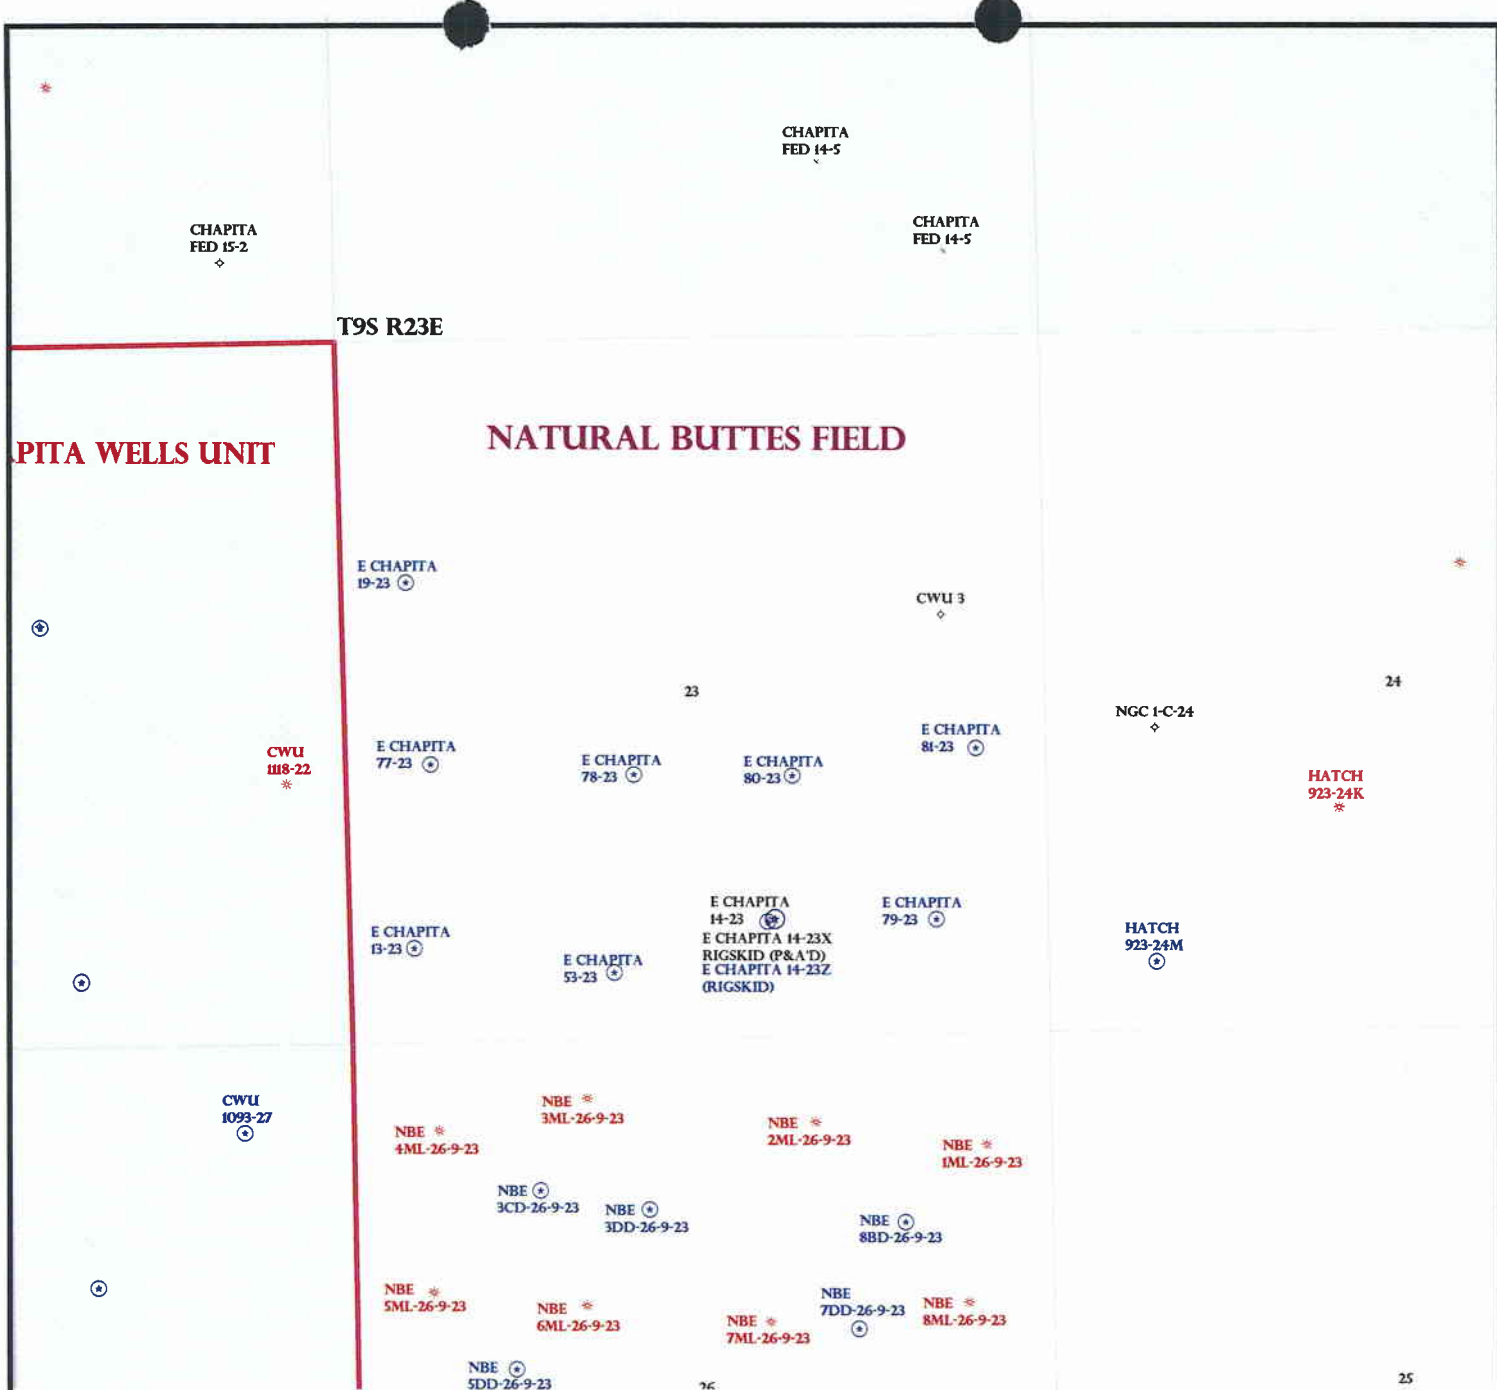 CHAPITA
FED 14-5
CHAPITA
FED 15-2
CHAPITA
FED 14-5
T9S R23E
PITA WELLS UNIT
NATURAL BUTTES FIELD
E CHAPITA
19-23
CWU 3
23
24
NGC 1-C-24
CWU
1118-22
E CHAPITA
77-23
E CHAPITA
78-23
E CHAPITA
80-23
E CHAPITA
81-23
HATCH
923-24K
E CHAPITA
13-23
E CHAPITA
53-23
E CHAPITA
14-23
E CHAPITA 14-23X
RIGSKID (P&A'D)
E CHAPITA 14-23Z
(RIGSKID)
E CHAPITA
79-23
HATCH
923-24M
CWU
1093-27
NBE
4ML-26-9-23
NBE
3ML-26-9-23
NBE
2ML-26-9-23
NBE
1ML-26-9-23
NBE
3CD-26-9-23
NBE
3DD-26-9-23
NBE
8BD-26-9-23
NBE
5ML-26-9-23
NBE
6ML-26-9-23
NBE
7ML-26-9-23
NBE
7DD-26-9-23
NBE
8ML-26-9-23
NBE
5DD-26-9-23
26
25